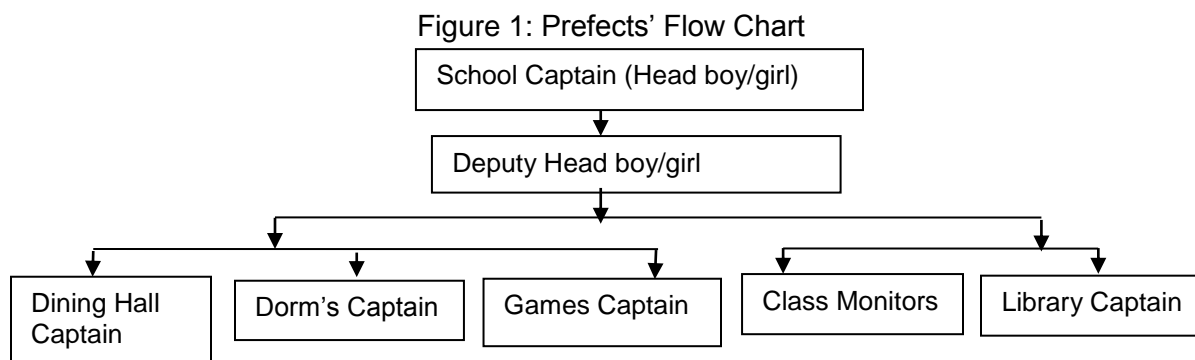 Figure 1: Prefects’ Flow Chart
School Captain (Head boy/girl)
Deputy Head boy/girl
Dining Hall
Captain
Dorm’s Captain
Games Captain
Class Monitors
Library Captain